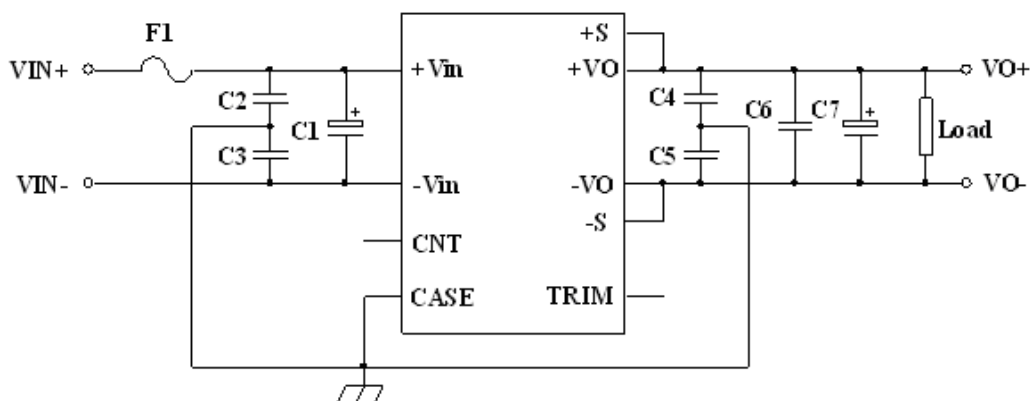 F1
VIN+
+Vin
+S
+VO
VO+
C2
C1
+
C3
C4
C6
C7
+
Load
C5
VIN-
-Vin
-VO
VO-
-S
CNT
CASE
TRIM